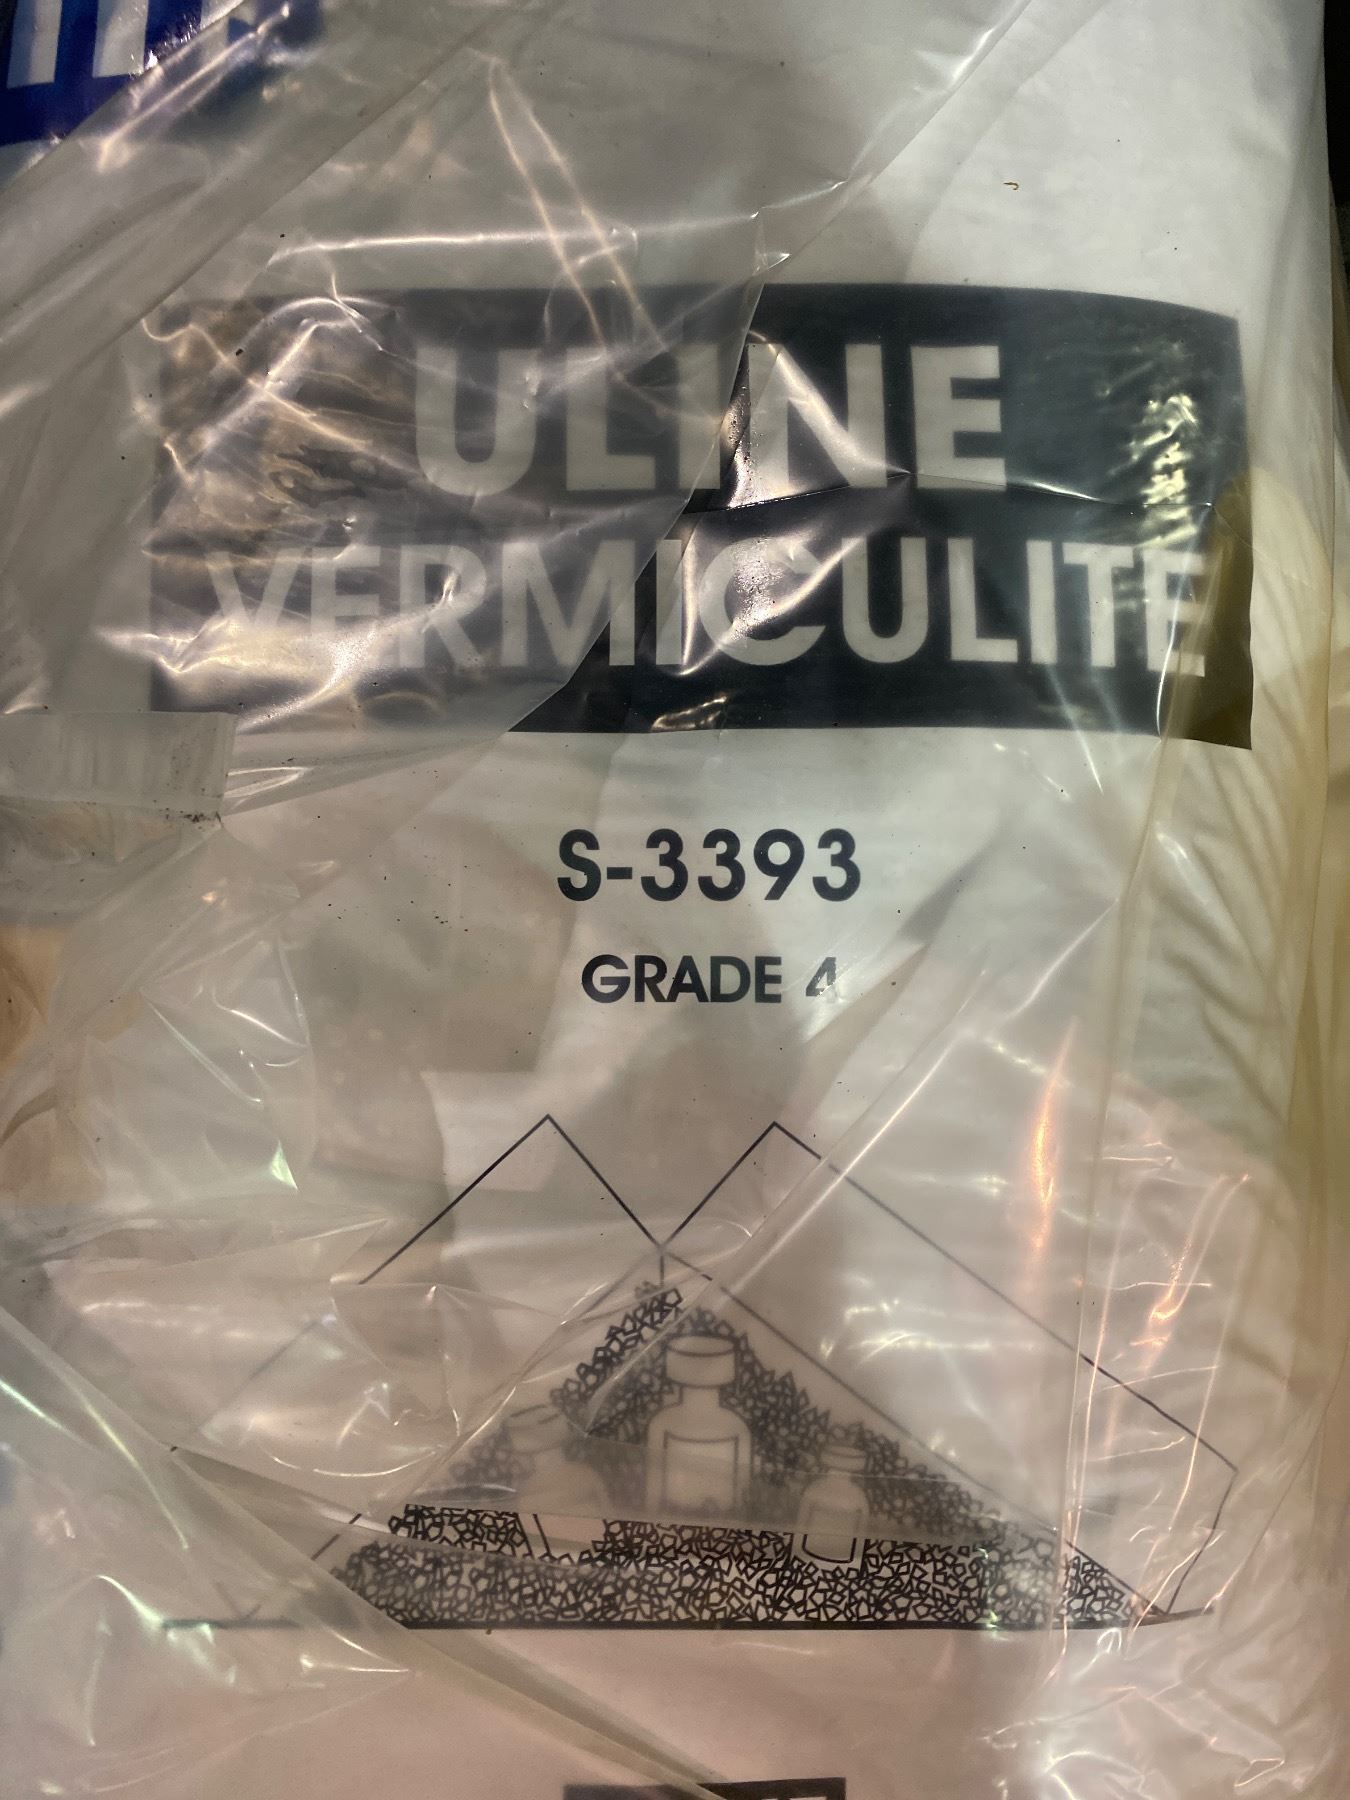 ULINE
VERMICULITE
S-3393
GRADE 4